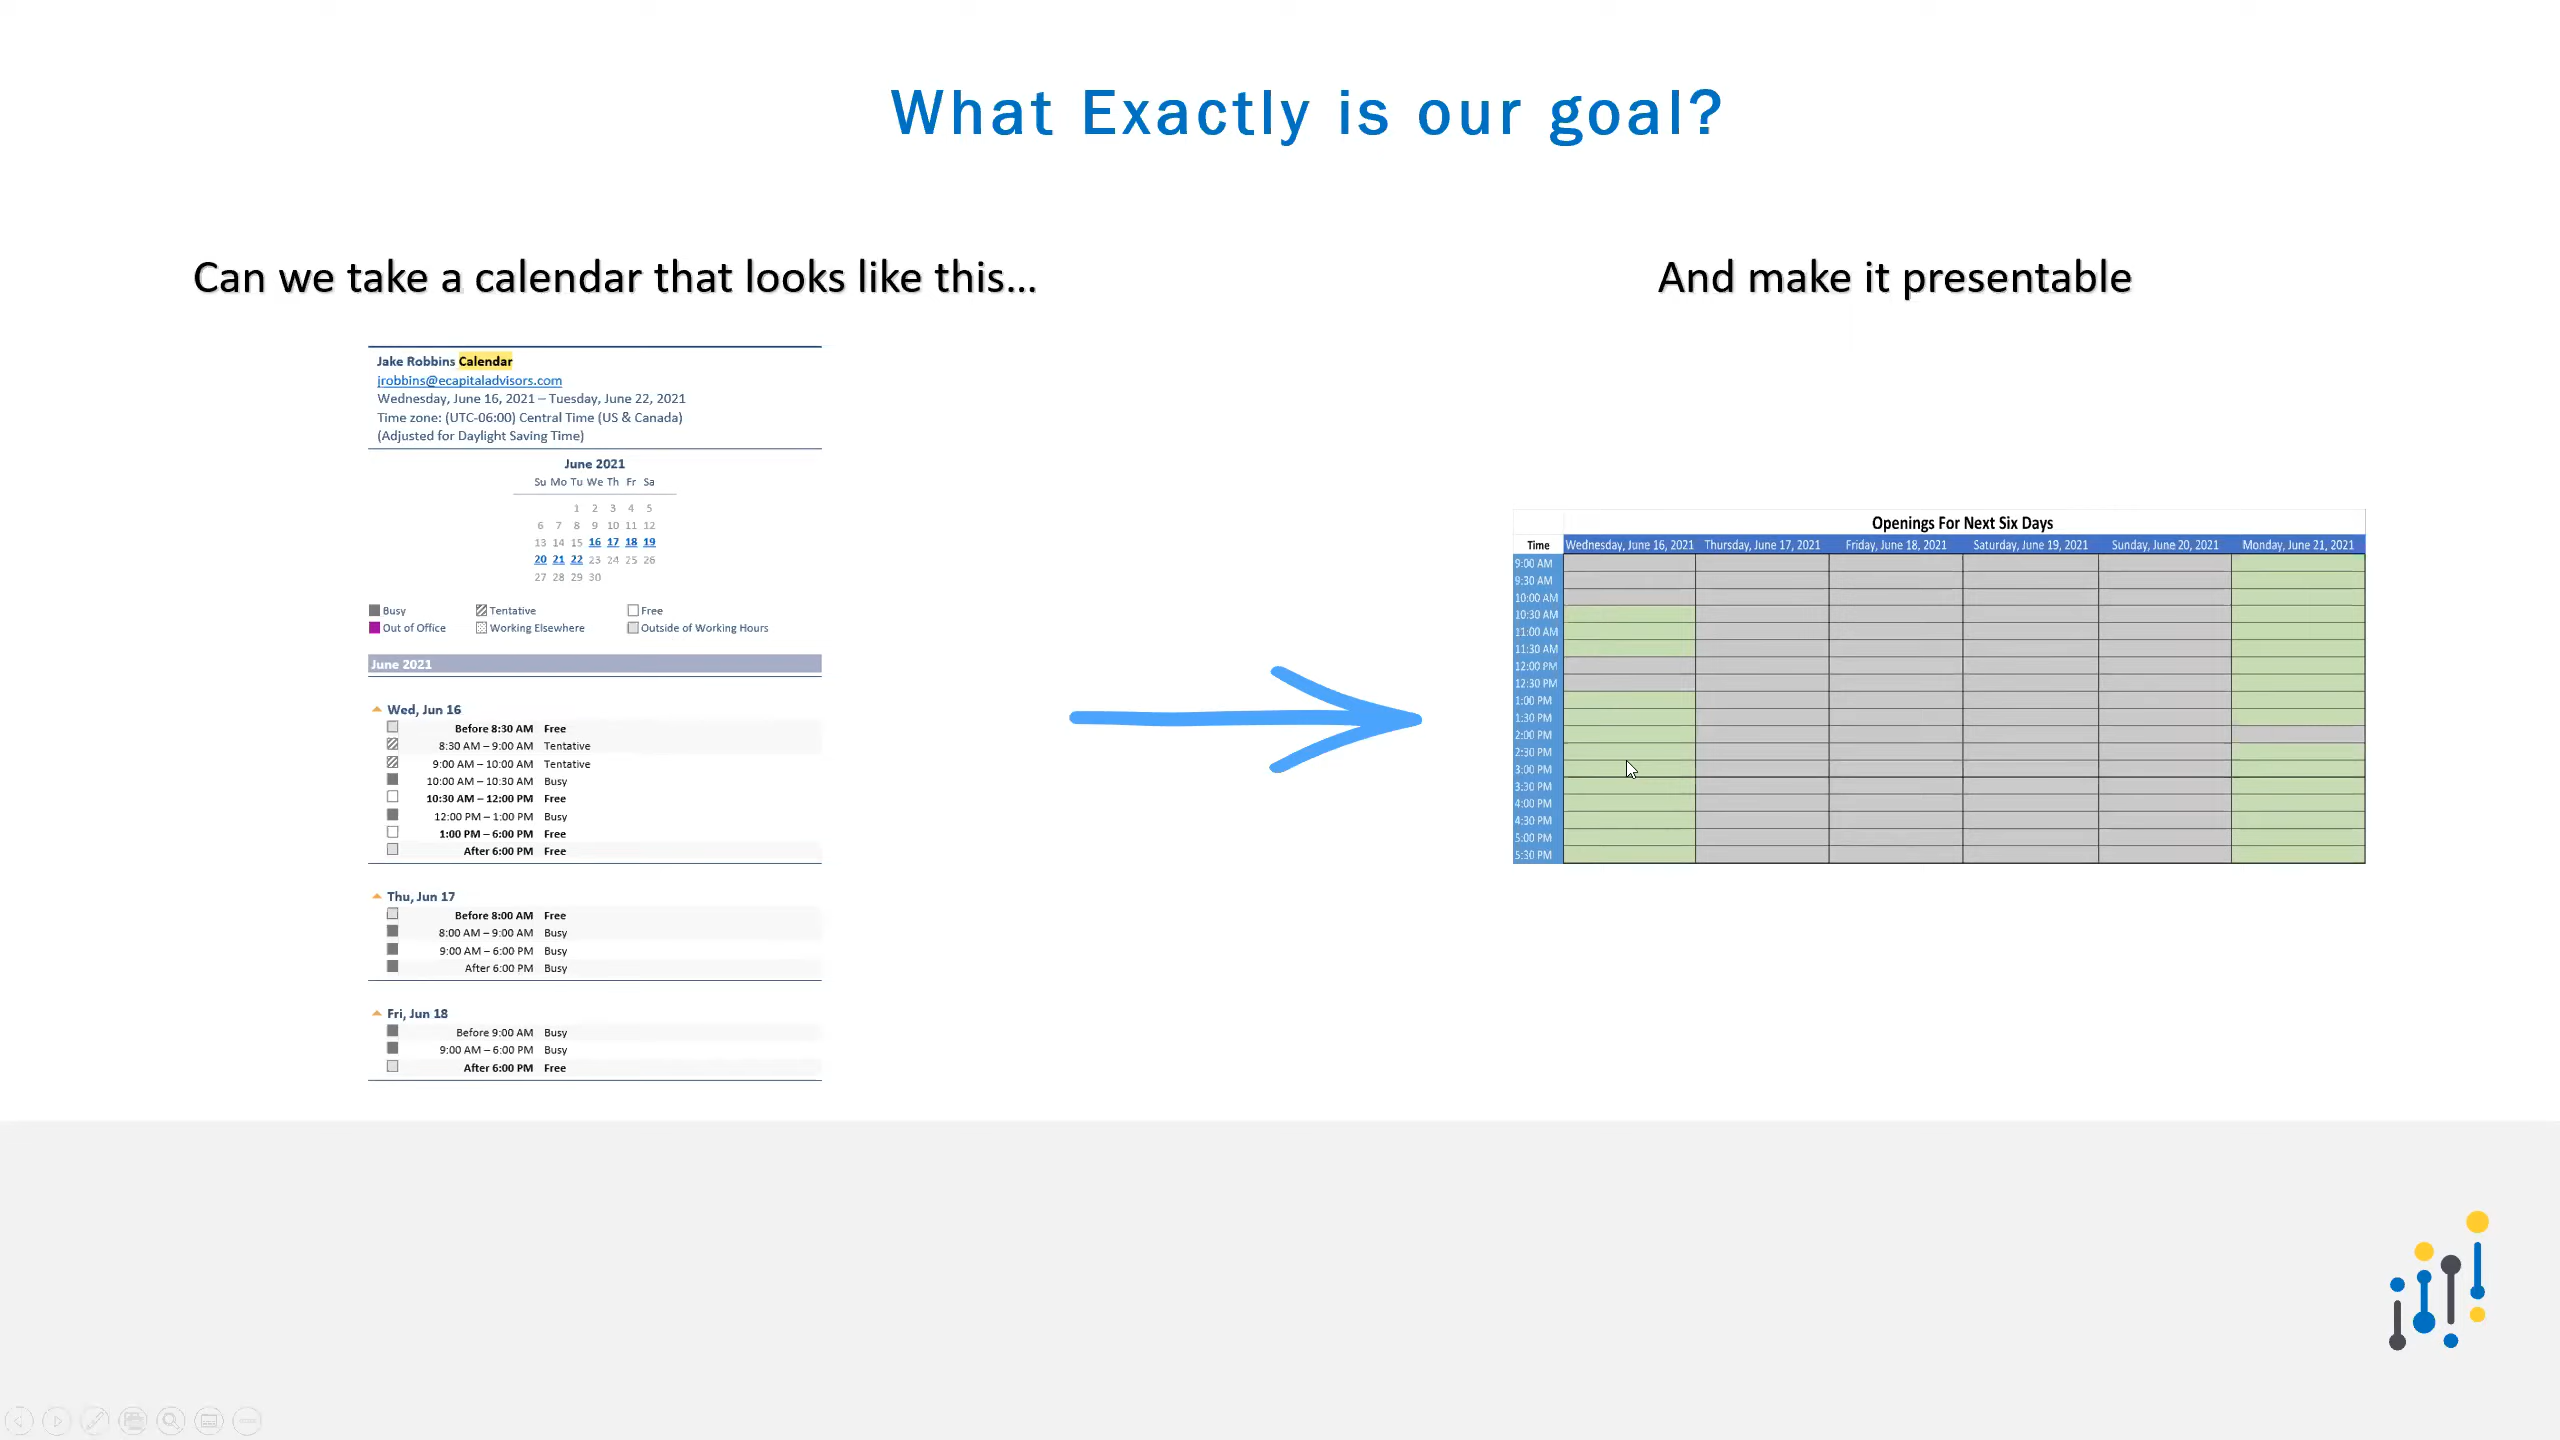 What Exactly is our goal?
Can we take a calendar that looks like this...
And make it presentable
Jake Robbins Calendar
jrobbins@ecapitaladvisors.com
Wednesday, June 16, 2021 – Tuesday, June 22, 2021
Time zone: (UTC-06:00) Central Time (US & Canada)
(Adjusted for Daylight Saving Time)
June 2021
Su Mo Tu We Th Fr Sa
1 2 3 4 5
6 7 8 9 10 11 12
13 14 15 16 17 18 19
20 21 22 23 24 25 26
27 28 29 30
Busy Tentative Free
Out of Office Working Elsewhere Outside of Working Hours
June 2021
Wed, Jun 16
Before 8:30 AM Free
8:30 AM – 9:00 AM Tentative
9:00 AM – 10:00 AM Tentative
10:00 AM – 10:30 AM Busy
10:30 AM – 12:00 PM Free
12:00 PM – 1:00 PM Busy
1:00 PM – 6:00 PM Free
After 6:00 PM Free
Thu, Jun 17
Before 8:00 AM Free
8:00 AM – 9:00 AM Busy
9:00 AM – 6:00 PM Busy
After 6:00 PM Busy
Fri, Jun 18
Before 9:00 AM Busy
9:00 AM – 6:00 PM Busy
After 6:00 PM Free
Openings For Next Six Days
Time Wednesday, June 16, 2021 Thursday, June 17, 2021 Friday, June 18, 2021 Saturday, June 19, 2021 Sunday, June 20, 2021 Monday, June 21, 2021
9:00 AM
9:30 AM
10:00 AM
10:30 AM
11:00 AM
11:30 AM
12:00 PM
12:30 PM
1:00 PM
1:30 PM
2:00 PM
2:30 PM
3:00 PM
3:30 PM
4:00 PM
4:30 PM
5:00 PM
5:30 PM